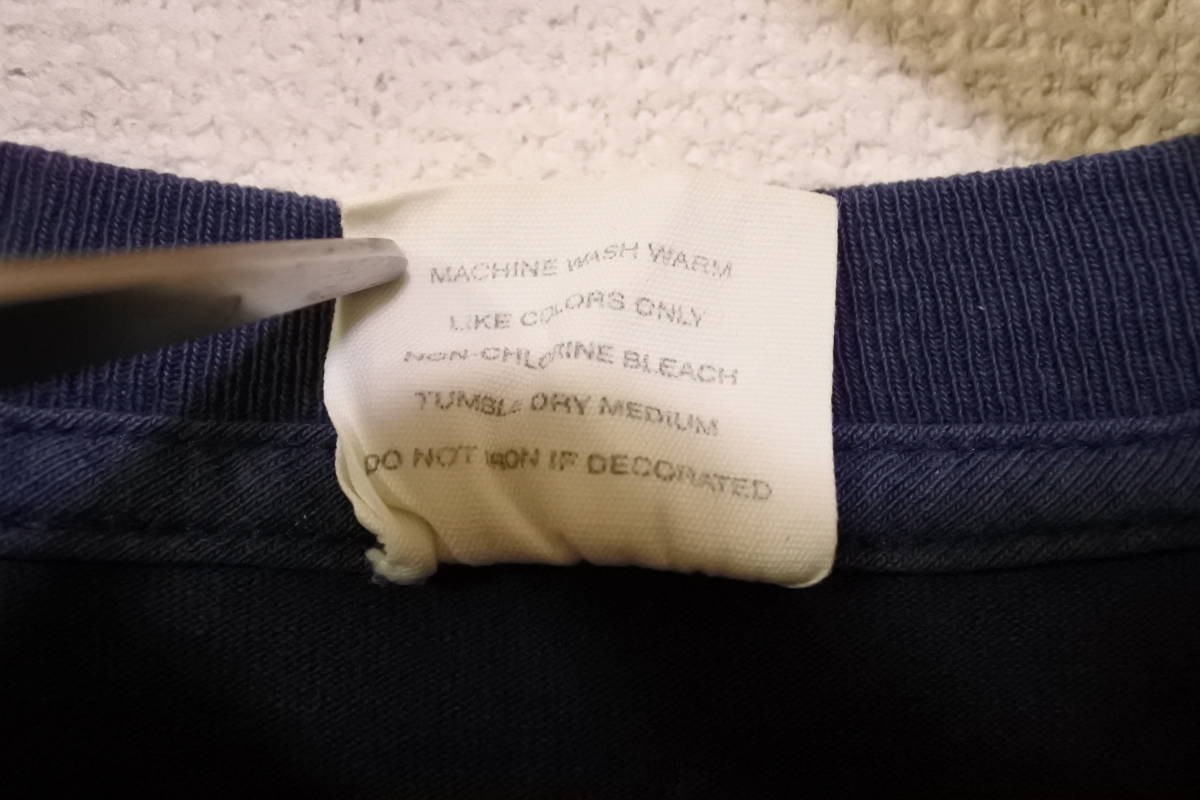 MACHINE WASH WARM
LIKE COLORS ONLY
NON-CHLORINE BLEACH
TUMBLE DRY MEDIUM
DO NOT IRON IF DECORATED